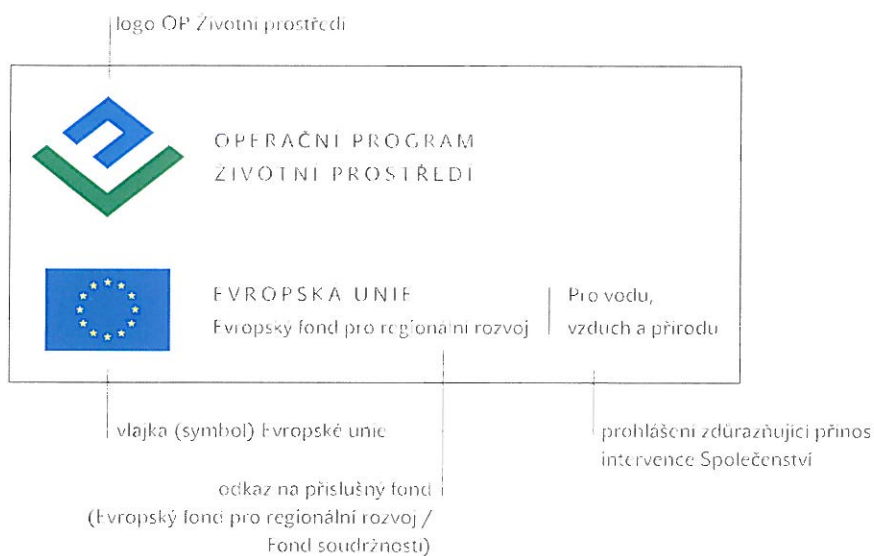 logo OP Životní prostředí
OPERAČNÍ PROGRAM
ŽIVOTNÍ PROSTŘEDÍ
EVROPSKÁ UNIE
Evropský fond pro regionální rozvoj
Pro vodu,
vzduch a přírodu
vlajka (symbol) Evropské unie
prohlášení zdůrazňující přínos
intervence Společenství
odkaz na příslušný fond
(Evropský fond pro regionální rozvoj /
Fond soudržnosti)